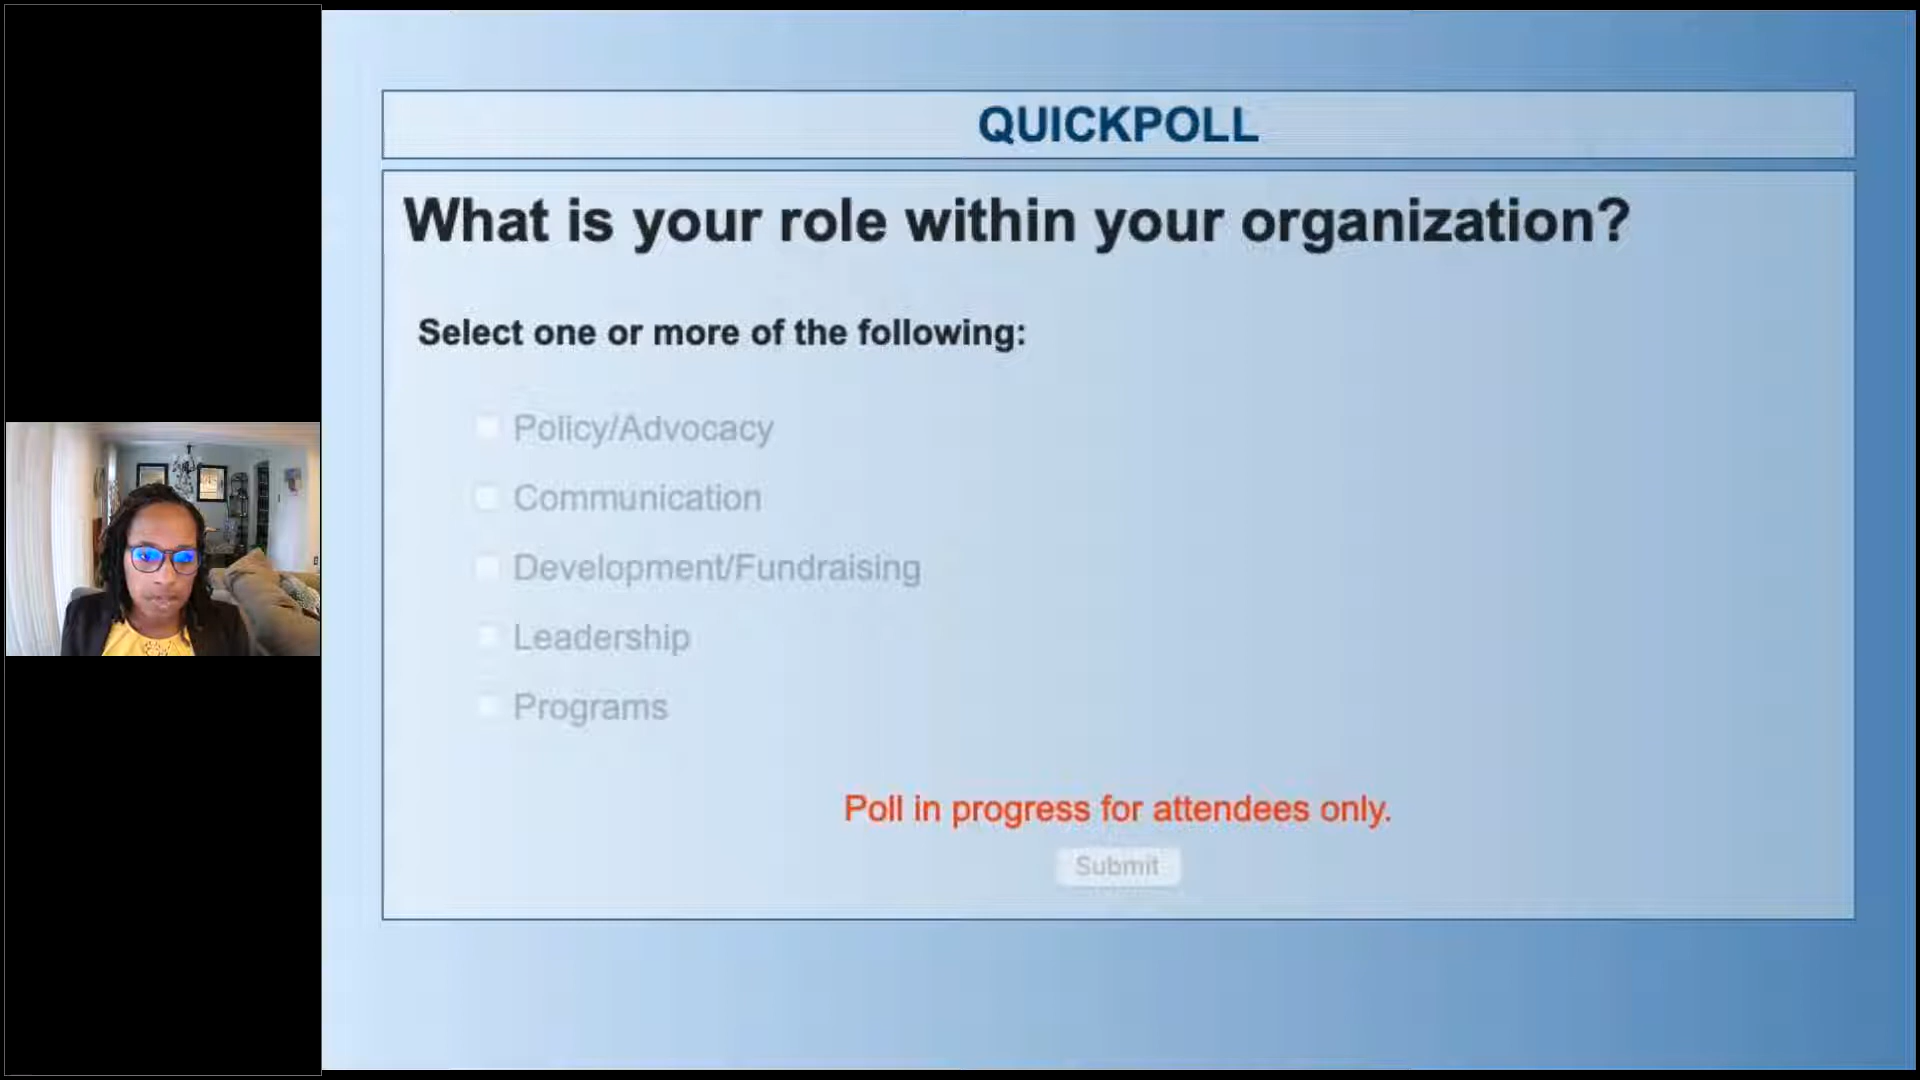 QUICKPOLL
What is your role within your organization?
Select one or more of the following:
Policy/Advocacy
Communication
Development/Fundraising
Leadership
Programs
Poll in progress for attendees only.
Submit